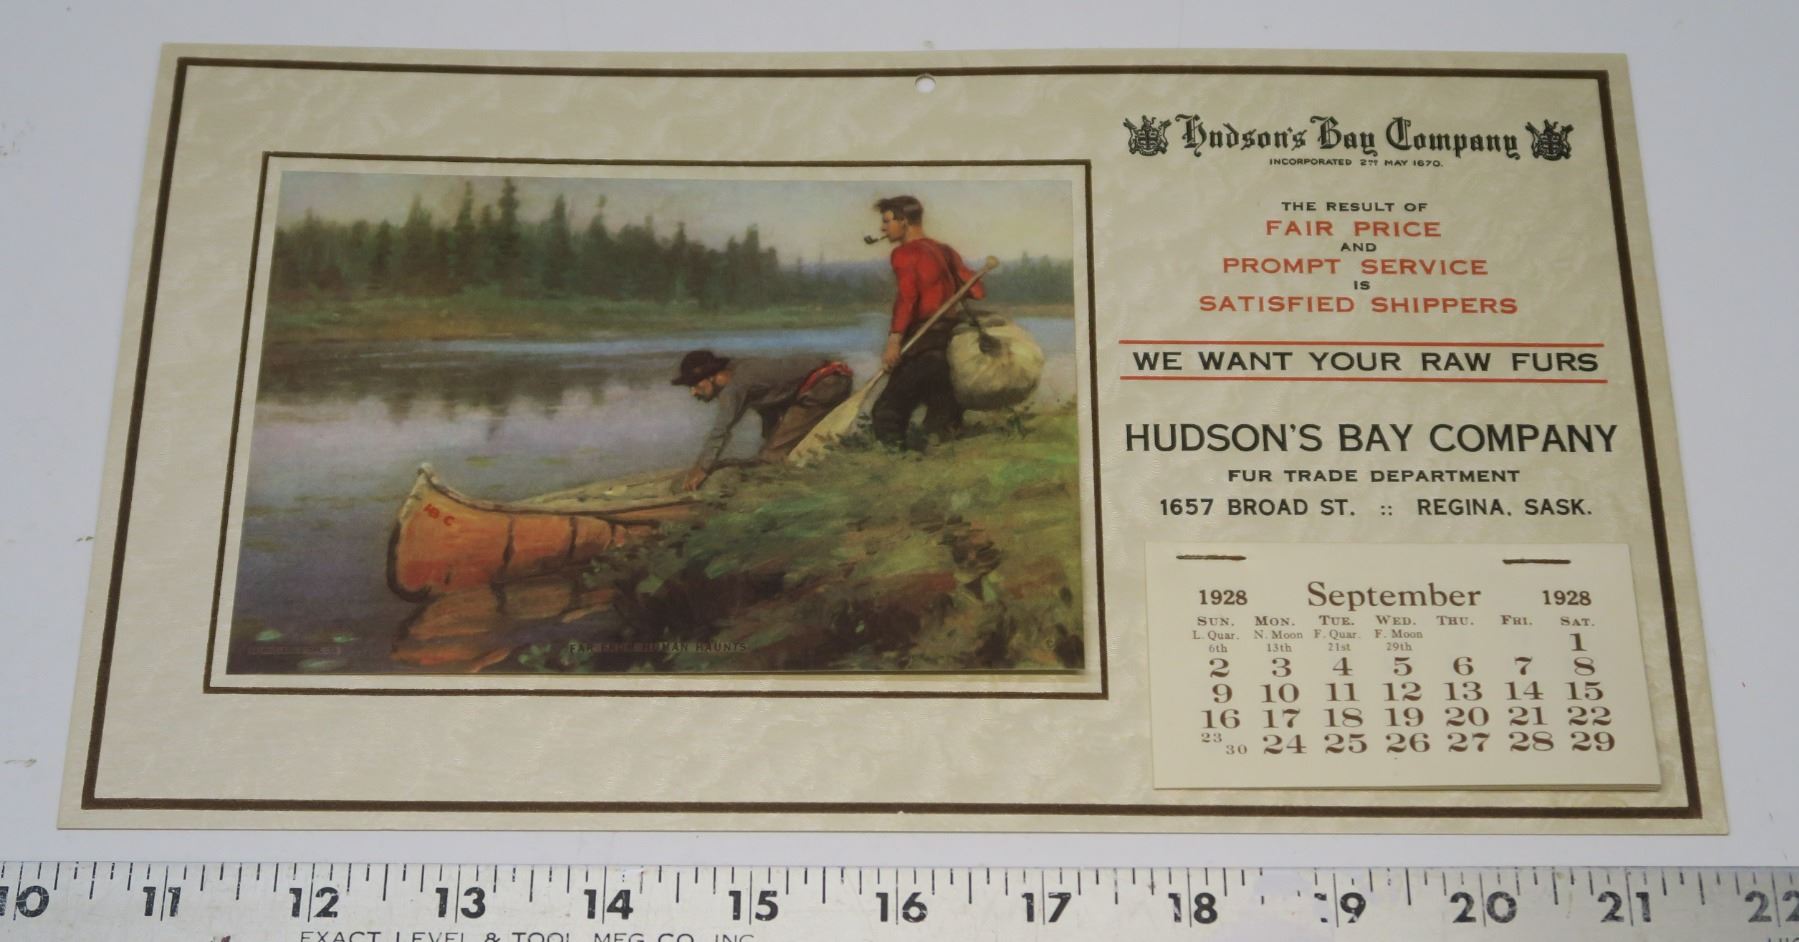 Hudson's Bay Company
INCORPORATED 2ND MAY 1670.
THE RESULT OF
FAIR PRICE
AND
PROMPT SERVICE
IS
SATISFIED SHIPPERS
WE WANT YOUR RAW FURS
HUDSON'S BAY COMPANY
FUR TRADE DEPARTMENT
1657 BROAD ST. :: REGINA, SASK.
HBC
FAR FROM HUMAN HAUNTS
1928 September 1928
SUN. MON. TUE. WED. THU. FRI. SAT.
L. Quar. N. Moon F. Quar. F. Moon
6th 13th 21st 29th
1
2 3 4 5 6 7 8
9 10 11 12 13 14 15
16 17 18 19 20 21 22
23 30 24 25 26 27 28 29
10 11 12 13 14 15 16 17 18 19 20 21 22
EXACT LEVEL & TOOL MFG. CO. INC.